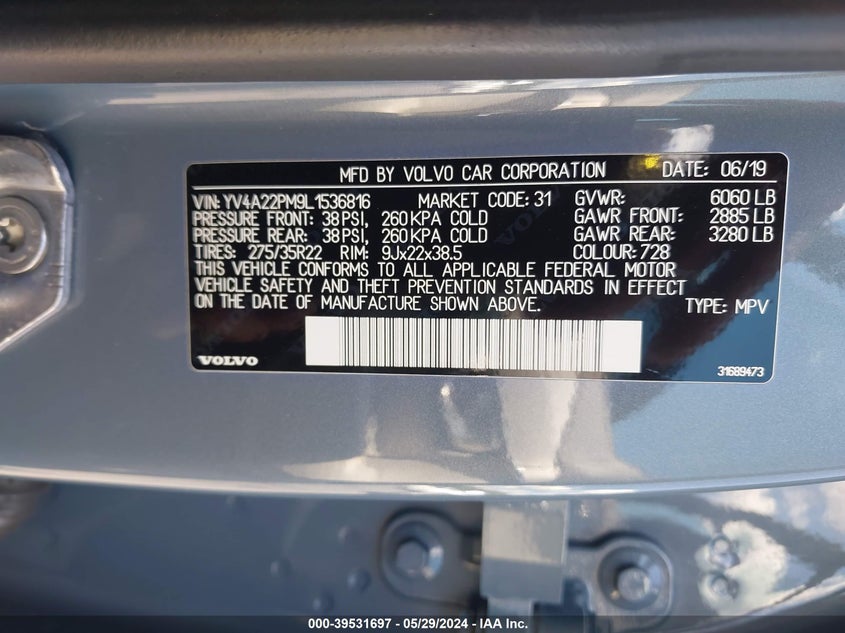 MFD BY VOLVO CAR CORPORATION DATE: 06/19
VIN: YV4A22PM9L1536816 MARKET CODE: 31 GVWR: 6060 LB
PRESSURE FRONT: 38 PSI, 260 KPA COLD GAWR FRONT: 2885 LB
PRESSURE REAR: 38 PSI, 260 KPA COLD GAWR REAR: 3280 LB
TIRES: 275/35R22 RIM: 9Jx22x38.5 COLOUR: 728
THIS VEHICLE CONFORMS TO ALL APPLICABLE FEDERAL MOTOR
VEHICLE SAFETY AND THEFT PREVENTION STANDARDS IN EFFECT
ON THE DATE OF MANUFACTURE SHOWN ABOVE. TYPE: MPV
VOLVO 31689473
000-39531697 - 05/29/2024 - IAA Inc.